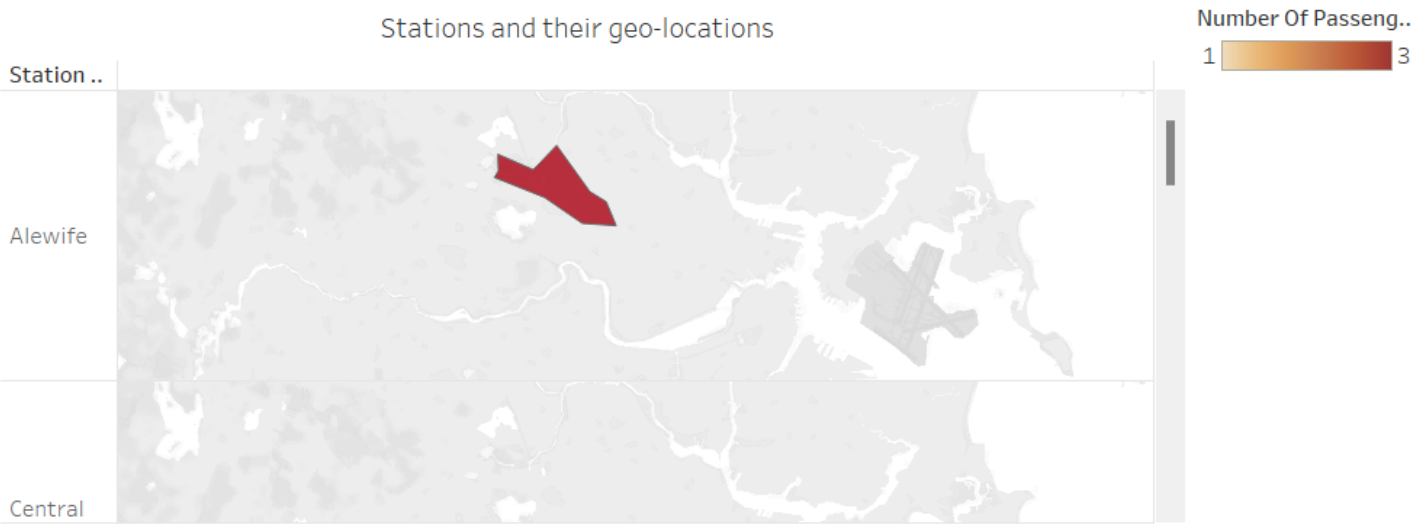 Stations and their geo-locations
Number Of Passeng..
1 3
Station ..
Alewife
Central